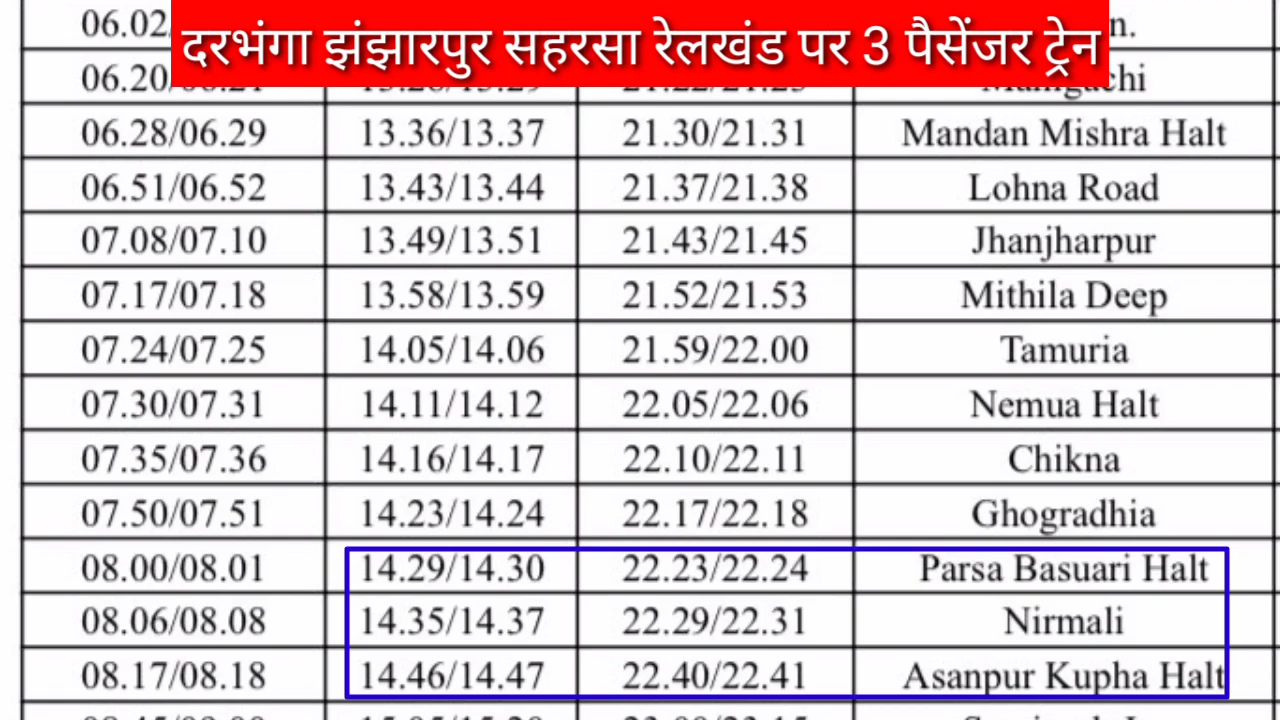 06.02
दरभंगा झंझारपुर सहरसा रेलखंड पर 3 पैसेंजर ट्रेन
n.
06.20
06.28/06.29 13.36/13.37 21.30/21.31 Mandan Mishra Halt
06.51/06.52 13.43/13.44 21.37/21.38 Lohna Road
07.08/07.10 13.49/13.51 21.43/21.45 Jhanjharpur
07.17/07.18 13.58/13.59 21.52/21.53 Mithila Deep
07.24/07.25 14.05/14.06 21.59/22.00 Tamuria
07.30/07.31 14.11/14.12 22.05/22.06 Nemua Halt
07.35/07.36 14.16/14.17 22.10/22.11 Chikna
07.50/07.51 14.23/14.24 22.17/22.18 Ghogradhia
08.00/08.01 14.29/14.30 22.23/22.24 Parsa Basuari Halt
08.06/08.08 14.35/14.37 22.29/22.31 Nirmali
08.17/08.18 14.46/14.47 22.40/22.41 Asanpur Kupha Halt